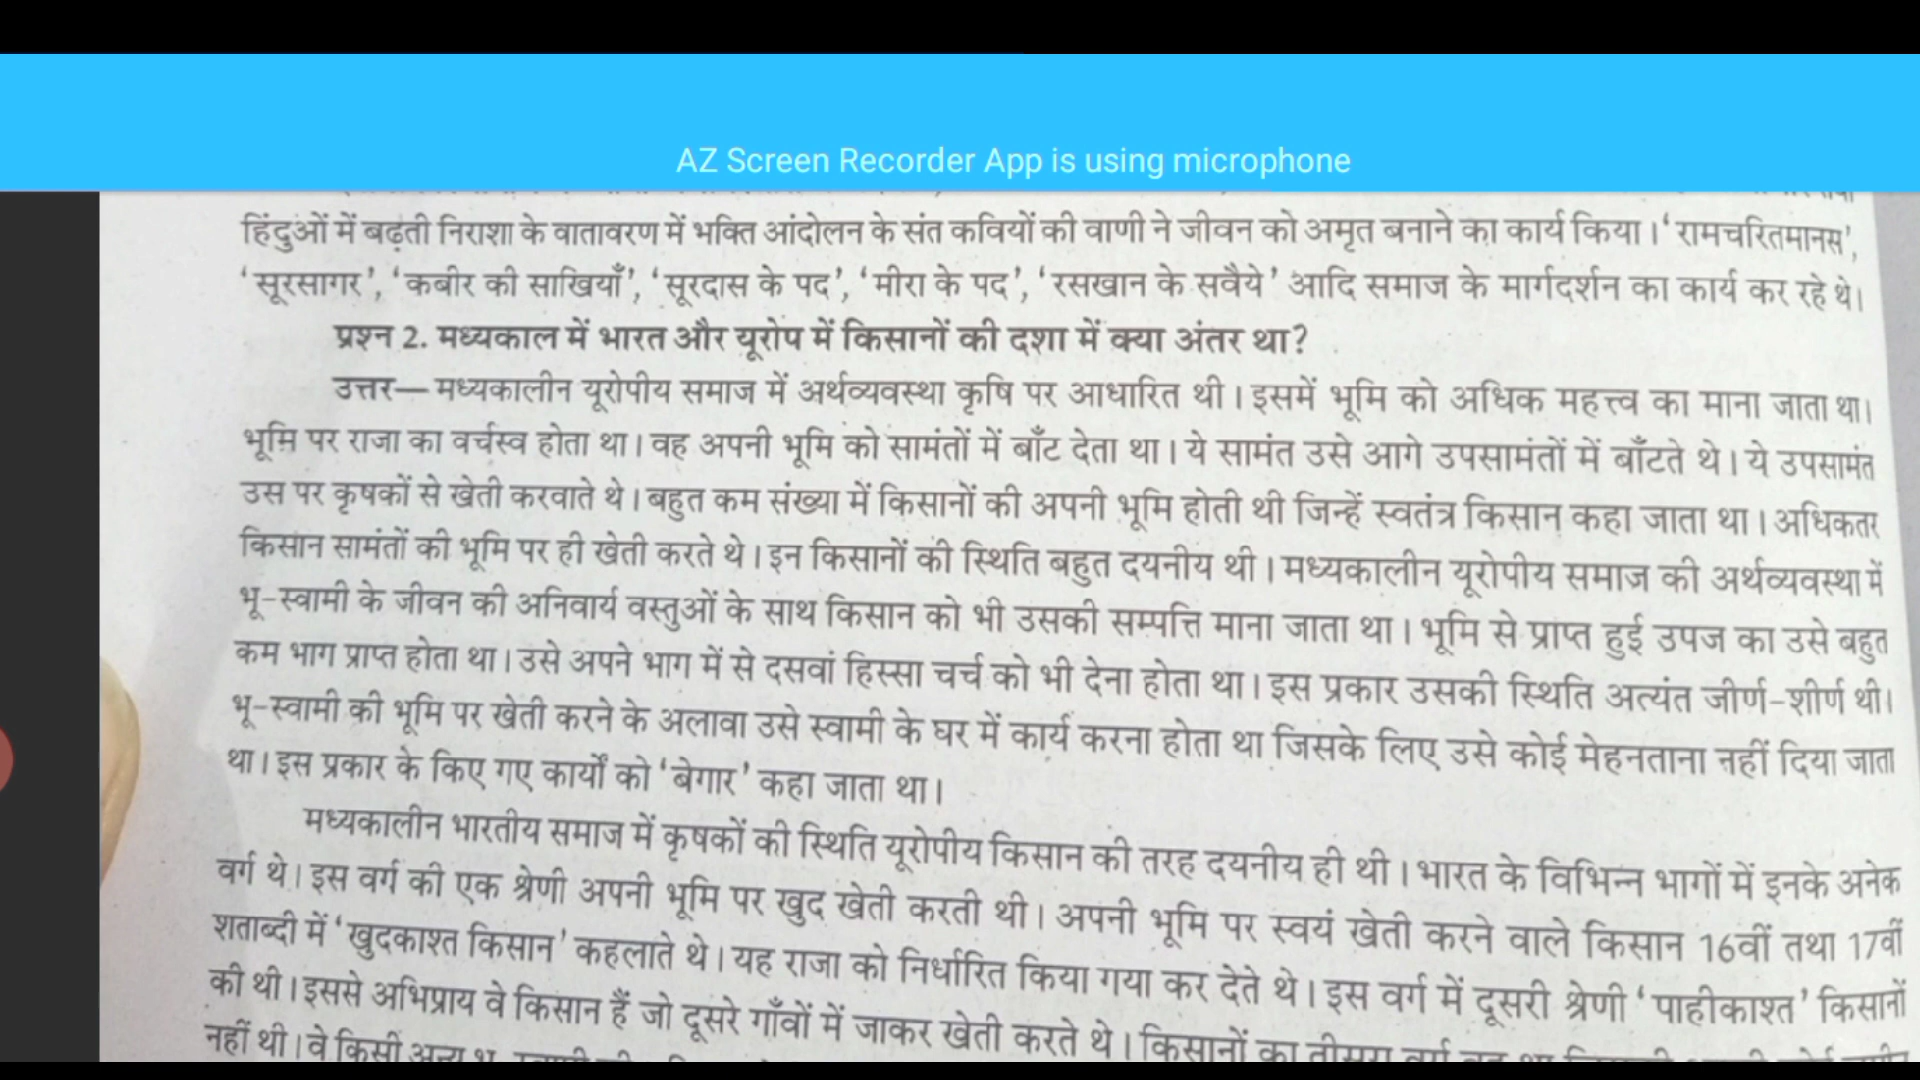 AZ Screen Recorder App is using microphone
हिंदुओं में बढ़ती निराशा के वातावरण में भक्ति आंदोलन के संत कवियों की वाणी ने जीवन को अमृत बनाने का कार्य किया। 'रामचरितमानस',
'सूरसागर', 'कबीर की साखियाँ', 'सूरदास के पद', 'मीरा के पद', 'रसखान के सवैये' आदि समाज के मार्गदर्शन का कार्य कर रहे थे।
प्रश्न 2. मध्यकाल में भारत और यूरोप में किसानों की दशा में क्या अंतर था?
उत्तर— मध्यकालीन यूरोपीय समाज में अर्थव्यवस्था कृषि पर आधारित थी। इसमें भूमि को अधिक महत्त्व का माना जाता था।
भूमि पर राजा का वर्चस्व होता था। वह अपनी भूमि को सामंतों में बाँट देता था। ये सामंत उसे आगे उपसामंतों में बाँटते थे। ये उपसामंत
उस पर कृषकों से खेती करवाते थे। बहुत कम संख्या में किसानों की अपनी भूमि होती थी जिन्हें स्वतंत्र किसान कहा जाता था। अधिकतर
किसान सामंतों की भूमि पर ही खेती करते थे। इन किसानों की स्थिति बहुत दयनीय थी। मध्यकालीन यूरोपीय समाज की अर्थव्यवस्था में
भू-स्वामी के जीवन की अनिवार्य वस्तुओं के साथ किसान को भी उसकी सम्पत्ति माना जाता था। भूमि से प्राप्त हुई उपज का उसे बहुत
कम भाग प्राप्त होता था। उसे अपने भाग में से दसवां हिस्सा चर्च को भी देना होता था। इस प्रकार उसकी स्थिति अत्यंत जीर्ण-शीर्ण थी।
भू-स्वामी की भूमि पर खेती करने के अलावा उसे स्वामी के घर में कार्य करना होता था जिसके लिए उसे कोई मेहनताना नहीं दिया जाता
था। इस प्रकार के किए गए कार्यों को 'बेगार' कहा जाता था।
मध्यकालीन भारतीय समाज में कृषकों की स्थिति यूरोपीय किसान की तरह दयनीय ही थी। भारत के विभिन्न भागों में इनके अनेक
वर्ग थे। इस वर्ग की एक श्रेणी अपनी भूमि पर खुद खेती करती थी। अपनी भूमि पर स्वयं खेती करने वाले किसान 16वीं तथा 17वीं
शताब्दी में 'खुदकाश्त किसान' कहलाते थे। यह राजा को निर्धारित किया गया कर देते थे। इस वर्ग में दूसरी श्रेणी 'पाहीकाश्त' किसानों
की थी। इससे अभिप्राय वे किसान हैं जो दूसरे गाँवों में जाकर खेती करते थे। किसानों का तीसरा वर्ग
नहीं थी। वे किसी अन्य